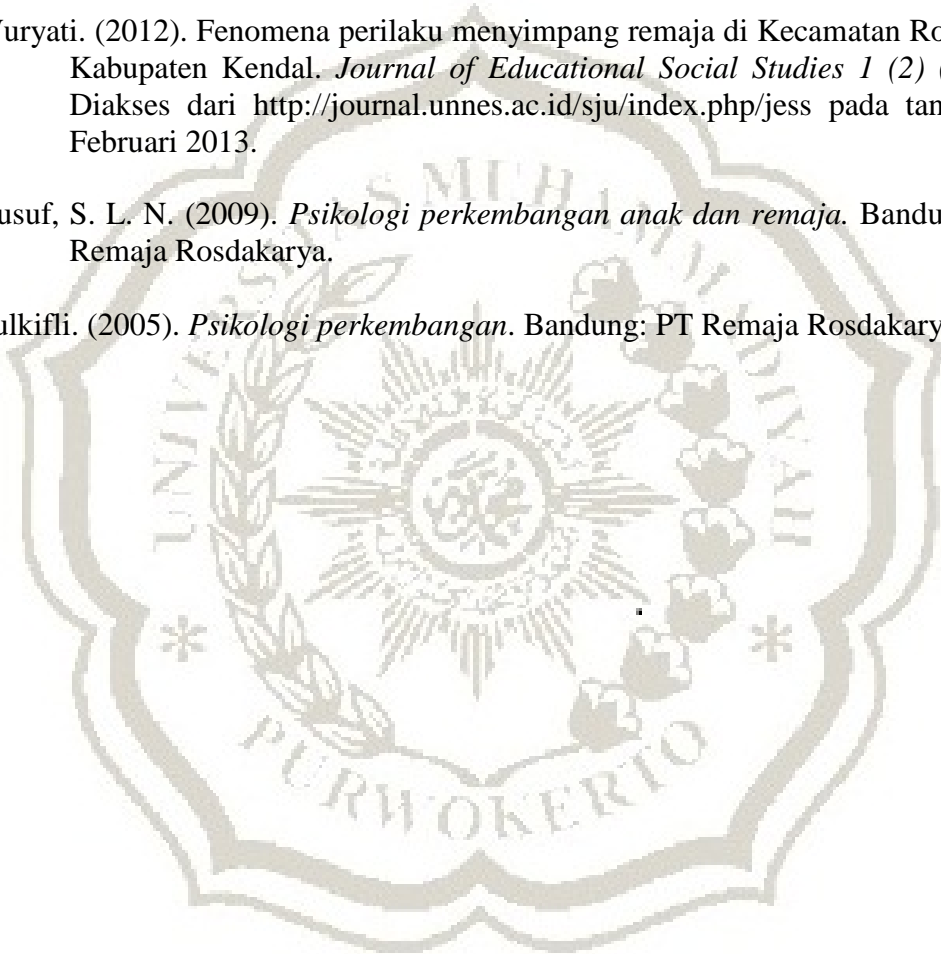 uryati. (2012). Fenomena perilaku menyimpang remaja di Kecamatan Ro
Kabupaten Kendal. Journal of Educational Social Studies 1 (2) (
Diakses dari http://journal.unnes.ac.id/sju/index.php/jess pada tan
Februari 2013.
usuf, S. L. N. (2009). Psikologi perkembangan anak dan remaja. Bandu
Remaja Rosdakarya.
ulkifli. (2005). Psikologi perkembangan. Bandung: PT Remaja Rosdakary
UNIVERSITAS MUHAMMADIYAH
PURWOKERTO